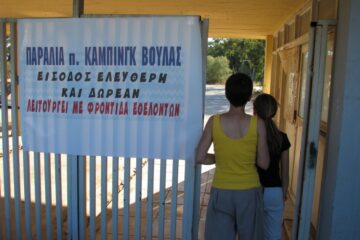 ΠΑΡΑΛΙΑ π. ΚΑΜΠΙΝΓΚ ΒΟΥΛΑΣ
ΕΙΣΟΔΟΣ ΕΛΕΥΘΕΡΗ
ΚΑΙ ΔΩΡΕΑΝ
ΛΕΙΤΟΥΡΓΕΙ ΜΕ ΦΡΟΝΤΙΔΑ ΕΘΕΛΟΝΤΩΝ